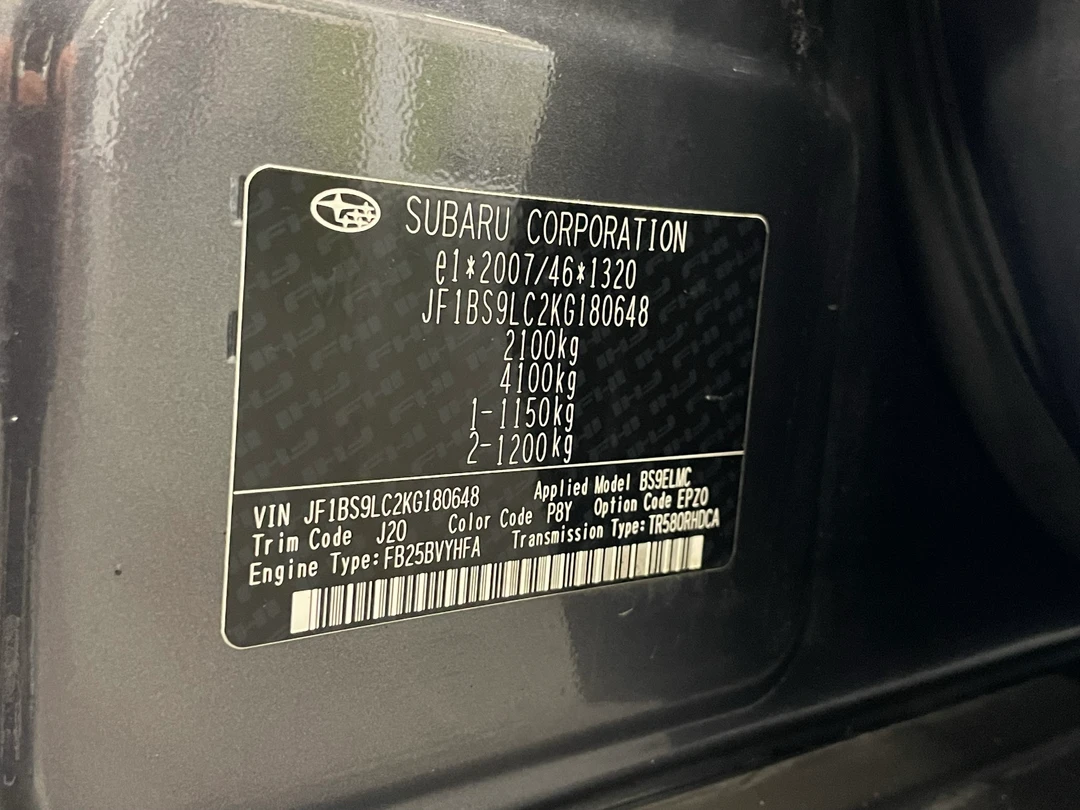 SUBARU CORPORATION
e1*2007/46*1320
JF1BS9LC2KG180648
2100kg
4100kg
1-1150kg
2-1200kg
VIN JF1BS9LC2KG180648 Applied Model BS9ELMC
Trim Code J20 Color Code P8Y Option Code EPZ0
Engine Type:FB25BVYHFA Transmission Type:TR580RHDCA